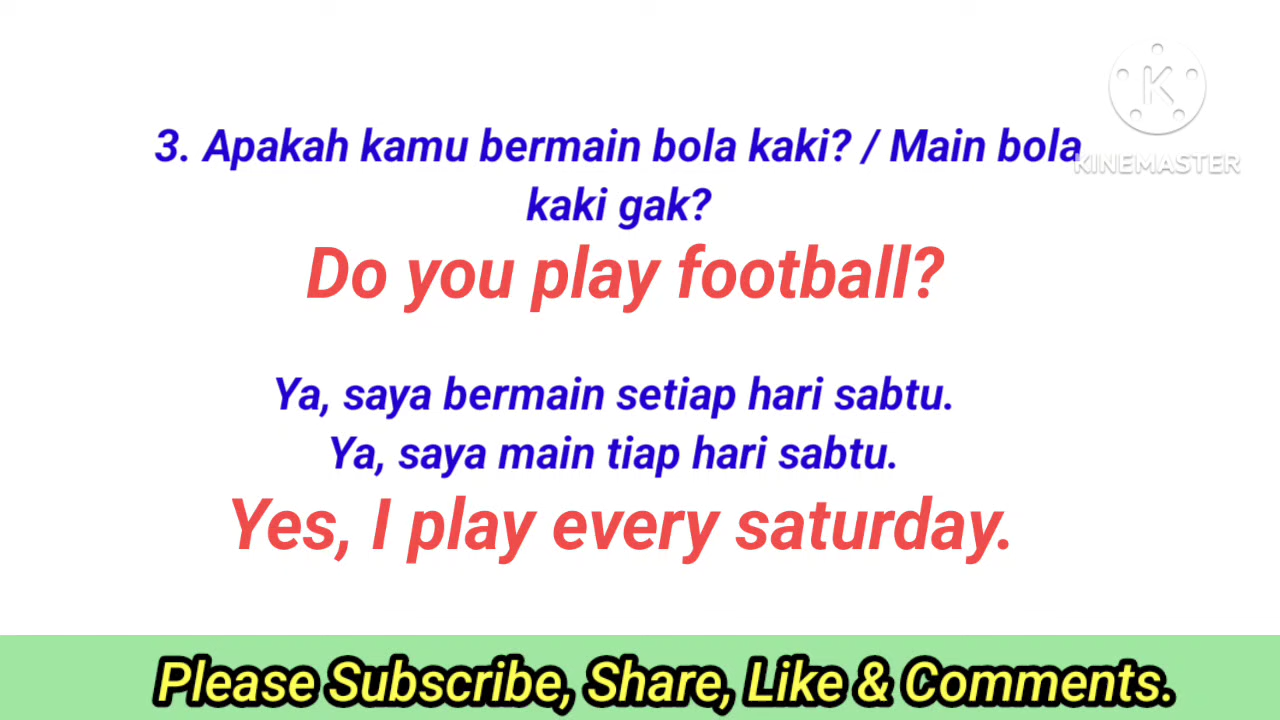 3. Apakah kamu bermain bola kaki? / Main bola
kaki gak?
Do you play football?
Ya, saya bermain setiap hari sabtu.
Ya, saya main tiap hari sabtu.
Yes, I play every saturday.
Please Subscribe, Share, Like & Comments.
K
KINEMASTER